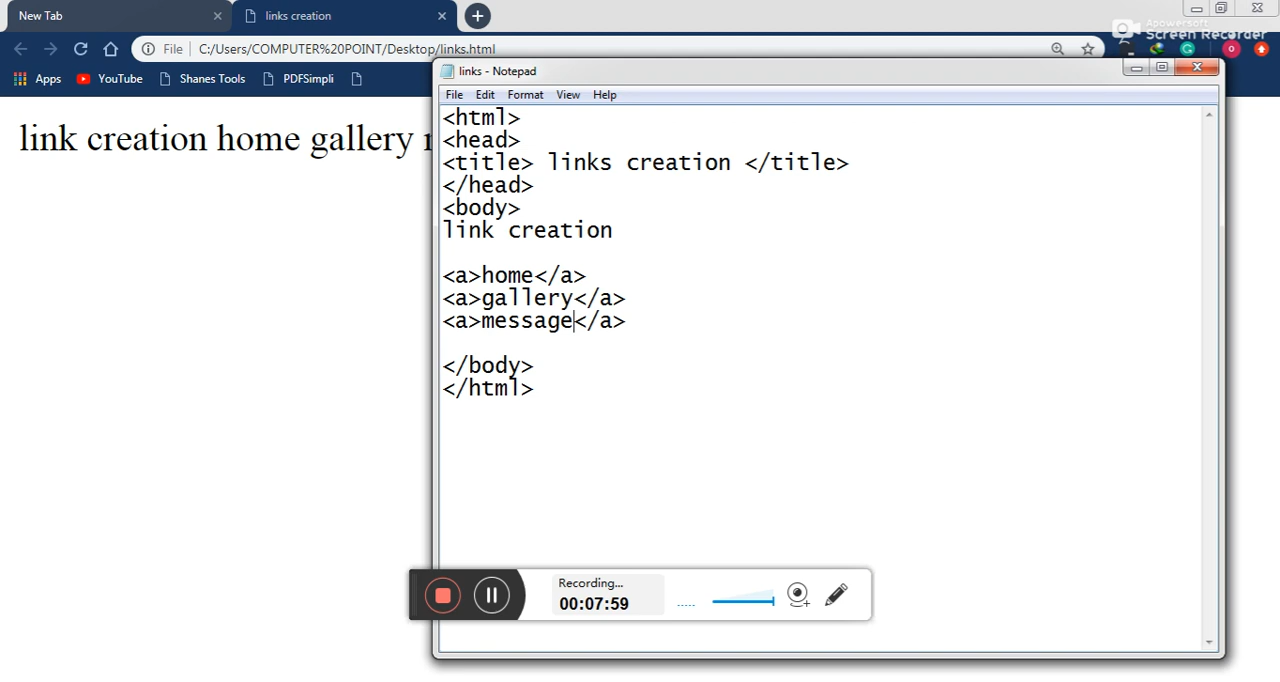 New Tab
links creation
Apowersoft
Screen Recorder
File
C:/Users/COMPUTER%20POINT/Desktop/links.html
Apps
YouTube
Shanes Tools
PDFSimpli
links - Notepad
File Edit Format View Help
link creation home gallery
<html>
<head>
<title> links creation </title>
</head>
<body>
link creation
<a>home</a>
<a>gallery</a>
<a>message</a>
</body>
</html>
Recording...
00:07:59